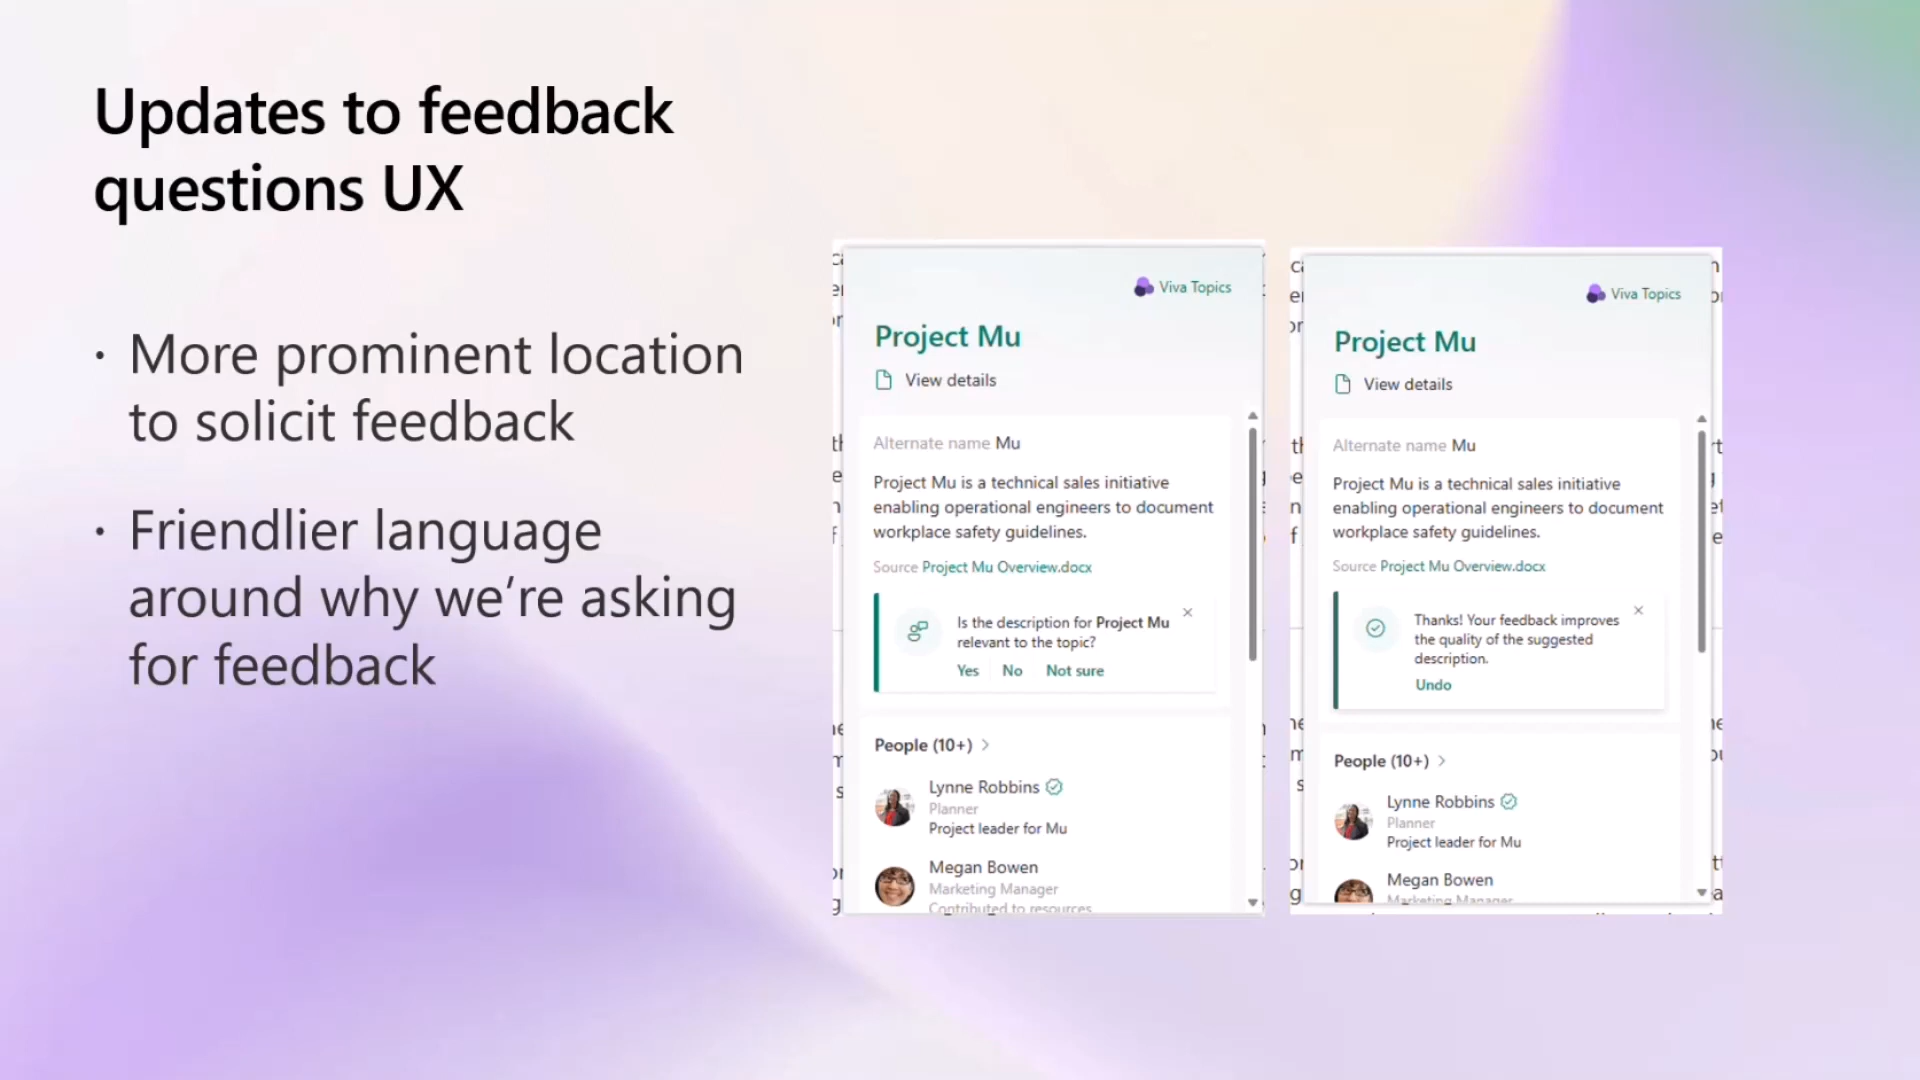 Updates to feedback
questions UX
· More prominent location
to solicit feedback
· Friendlier language
around why we’re asking
for feedback
Viva Topics
Project Mu
View details
Alternate name Mu
Project Mu is a technical sales initiative
enabling operational engineers to document
workplace safety guidelines.
Source Project Mu Overview.docx
Is the description for Project Mu
relevant to the topic?
Yes No Not sure
People (10+)
Lynne Robbins
Planner
Project leader for Mu
Megan Bowen
Marketing Manager
Contributed to resources
Viva Topics
Project Mu
View details
Alternate name Mu
Project Mu is a technical sales initiative
enabling operational engineers to document
workplace safety guidelines.
Source Project Mu Overview.docx
Thanks! Your feedback improves
the quality of the suggested
description.
Undo
People (10+)
Lynne Robbins
Planner
Project leader for Mu
Megan Bowen
Marketing Manager